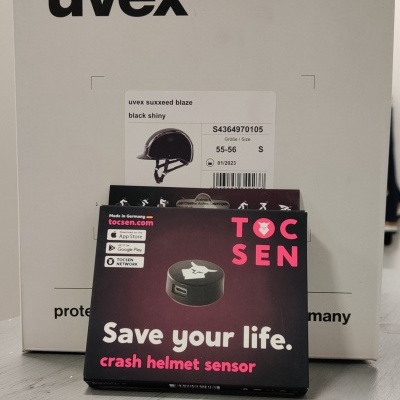 uvex
uvex suxxeed blaze
black shiny
S4364970105
Größe / Size
55-56 S
01/2023
Made in Germany
tocsen.com
App Store
Google Play
TOCSEN
NETWORK
TOC
SEN
prote
many
Save your life.
crash helmet sensor